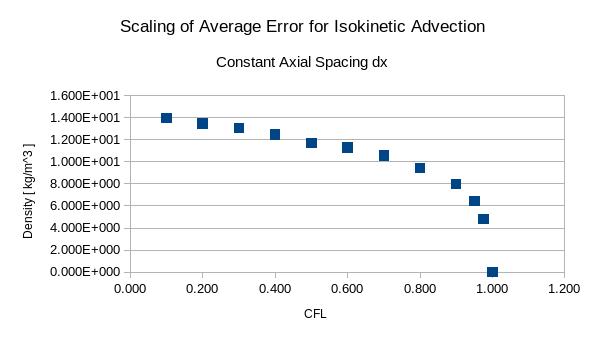 Scaling of Average Error for Isokinetic Advection
Constant Axial Spacing dx
1.600E+001
1.400E+001
1.200E+001
1.000E+001
8.000E+000
6.000E+000
4.000E+000
2.000E+000
0.000E+000
Density [ kg/m^3 ]
0.000 0.200 0.400 0.600 0.800 1.000 1.200
CFL